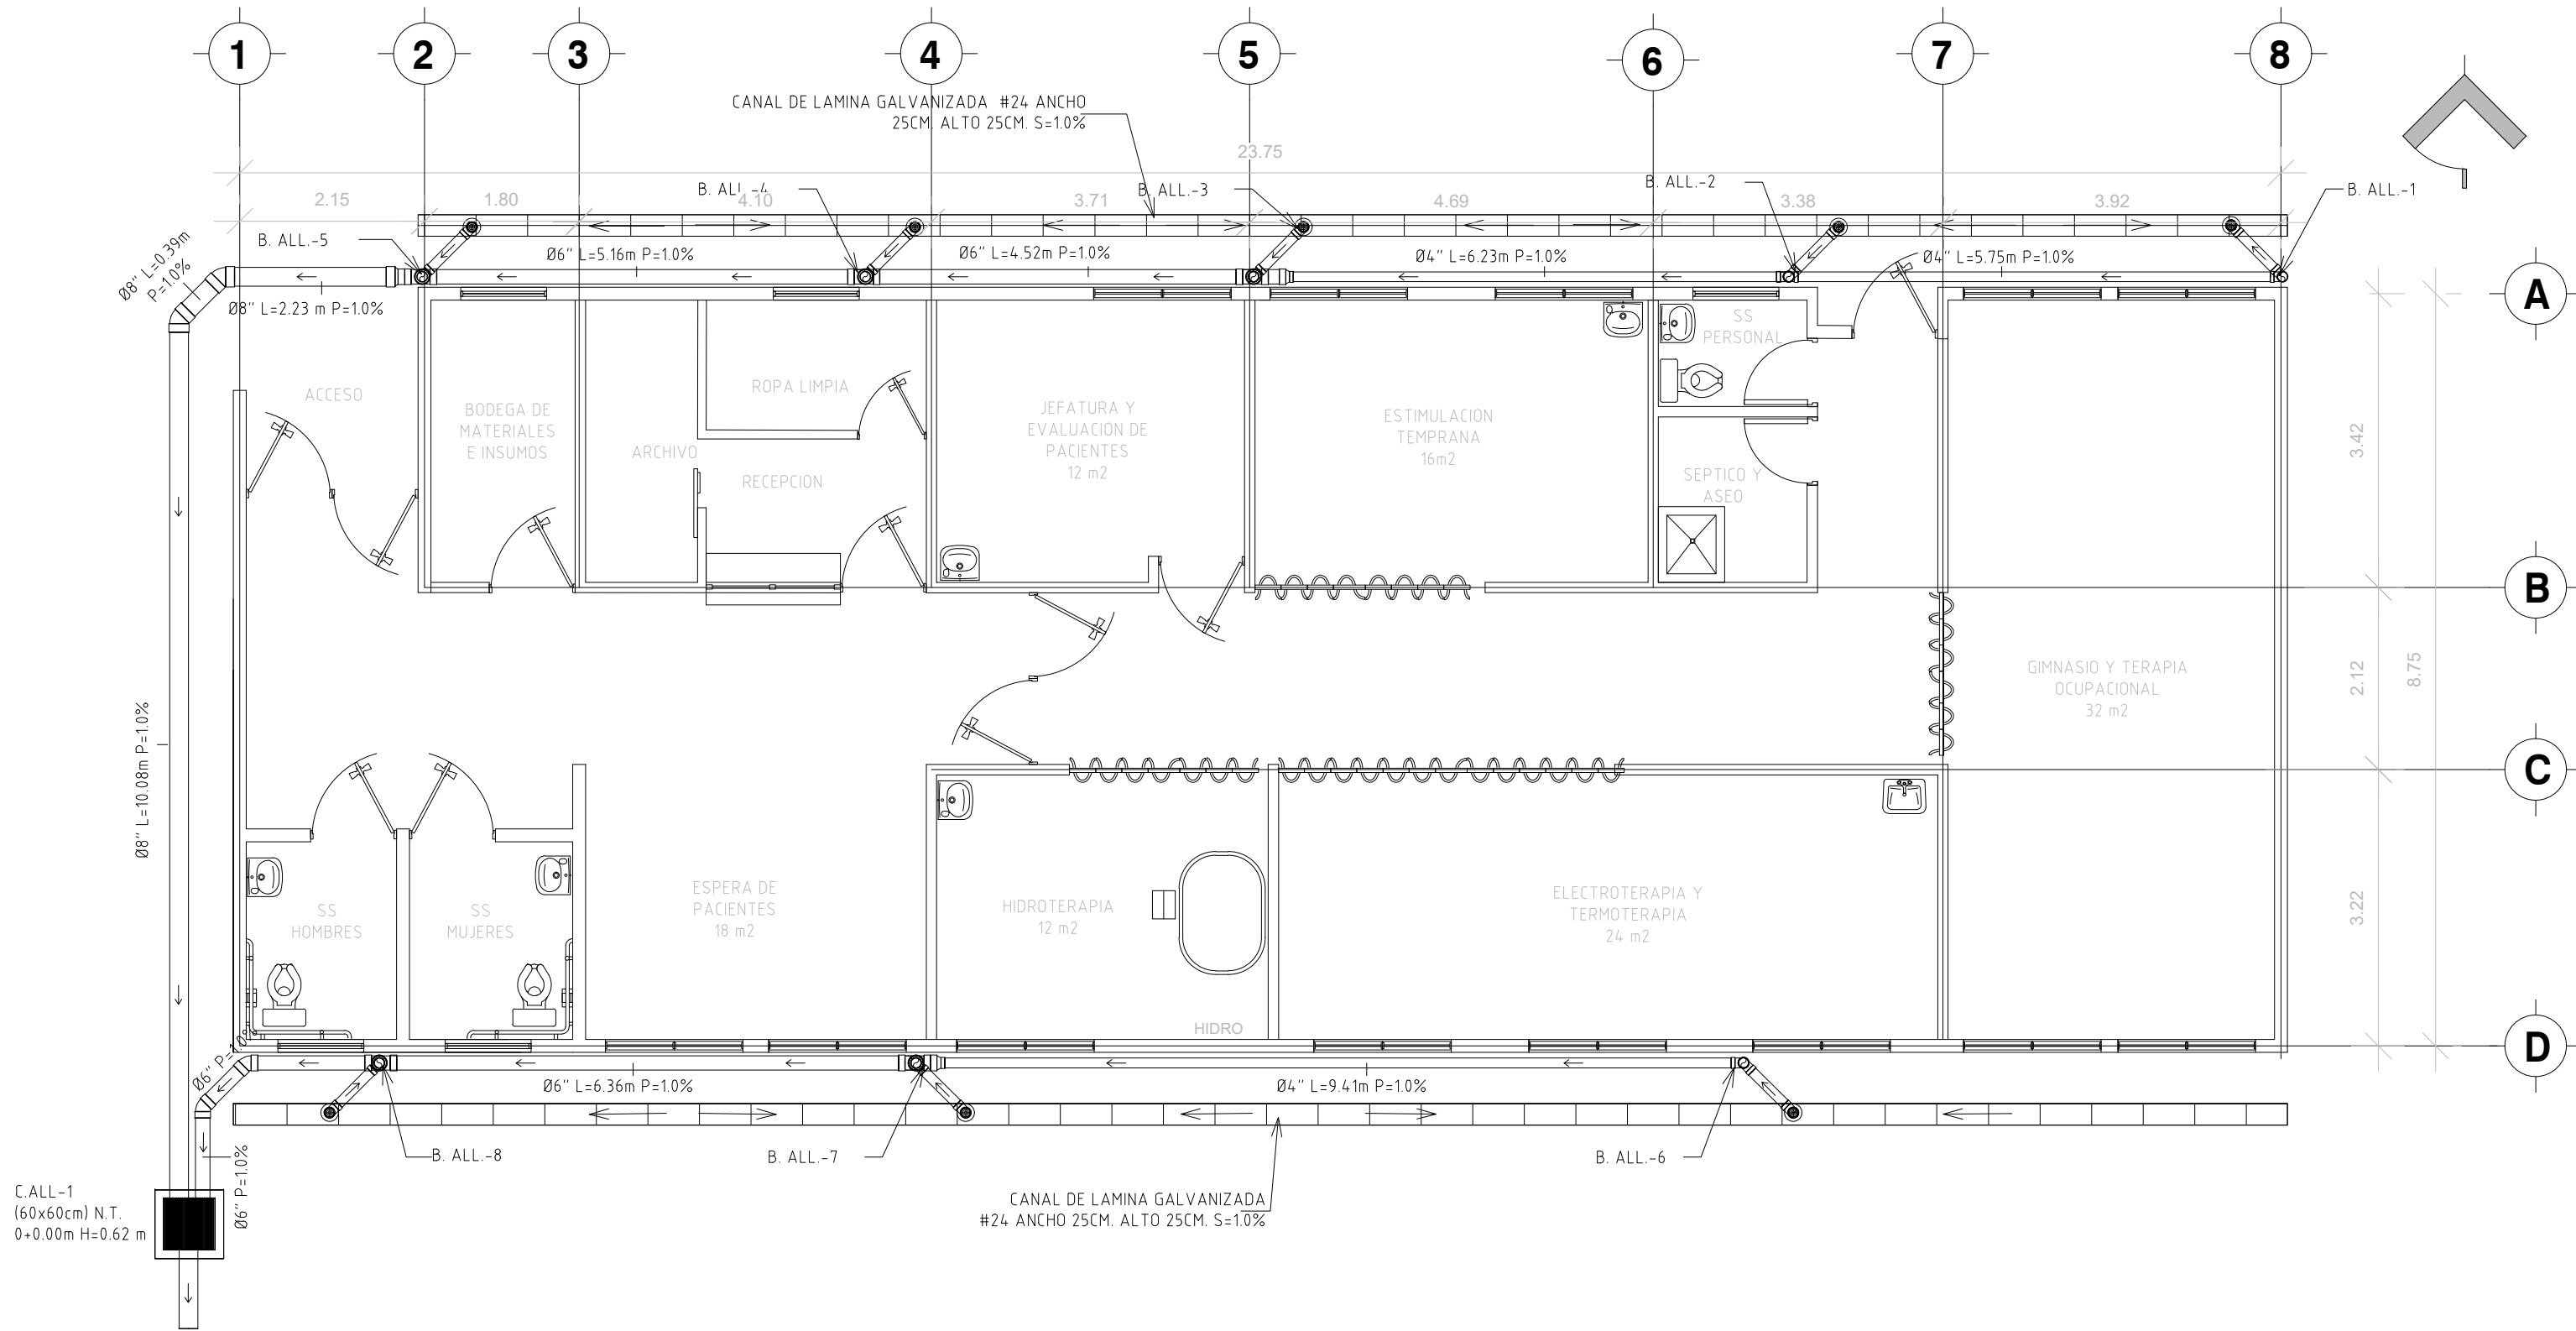 1
2
3
4
5
6
7
8
CANAL DE LAMINA GALVANIZADA #24 ANCHO
25CM. ALTO 25CM. S=1.0%
23.75
2.15
1.80
4.10
3.71
4.69
3.38
3.92
B. ALL.-5
B. ALL.-4
B. ALL.-3
B. ALL.-2
B. ALL.-1
Ø8" L=0.39m
P=1.0%
Ø8" L=2.23 m P=1.0%
Ø6" L=5.16m P=1.0%
Ø6" L=4.52m P=1.0%
Ø4" L=6.23m P=1.0%
Ø4" L=5.75m P=1.0%
A
B
C
D
3.42
2.12
3.22
8.75
ACCESO
BODEGA DE
MATERIALES
E INSUMOS
ARCHIVO
ROPA LIMPIA
RECEPCION
JEFATURA Y
EVALUACION DE
PACIENTES
12 m2
ESTIMULACION
TEMPRANA
16m2
SS
PERSONAL
SEPTICO Y
ASEO
GIMNASIO Y TERAPIA
OCUPACIONAL
32 m2
Ø8" L=10.08m P=1.0%
SS
HOMBRES
SS
MUJERES
ESPERA DE
PACIENTES
18 m2
HIDROTERAPIA
12 m2
HIDRO
ELECTROTERAPIA Y
TERMOTERAPIA
24 m2
Ø6" L=6.36m P=1.0%
Ø4" L=9.41m P=1.0%
B. ALL.-8
B. ALL.-7
B. ALL.-6
Ø6" P=1.0%
CANAL DE LAMINA GALVANIZADA
#24 ANCHO 25CM. ALTO 25CM. S=1.0%
C.ALL-1
(60x60cm) N.T.
0+0.00m H=0.62 m